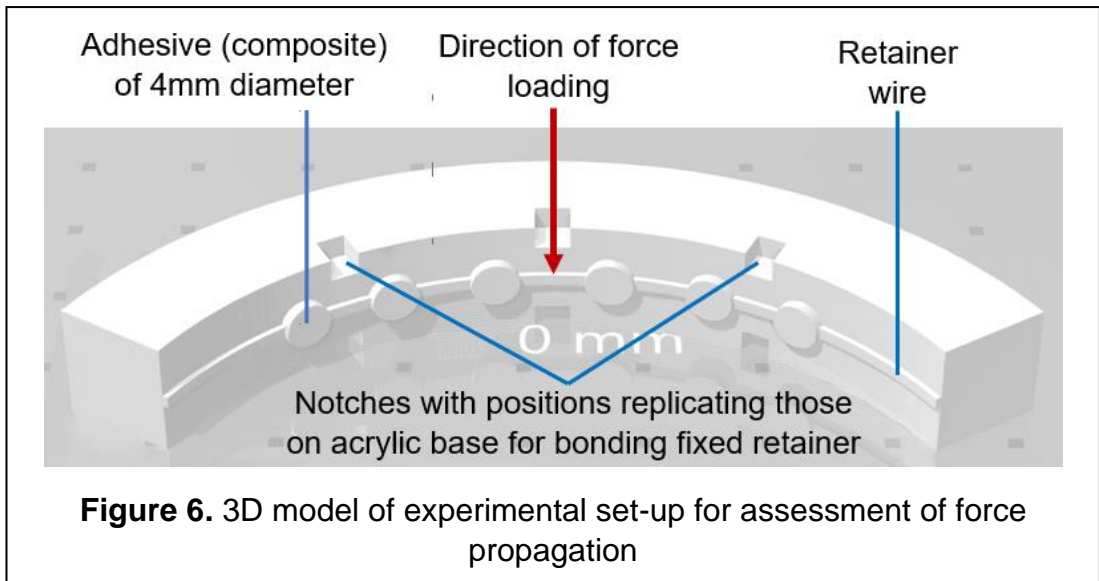 Adhesive (composite)
of 4mm diameter
Direction of force
loading
Retainer
wire
0 mm
Notches with positions replicating those
on acrylic base for bonding fixed retainer
Figure 6. 3D model of experimental set-up for assessment of force
propagation